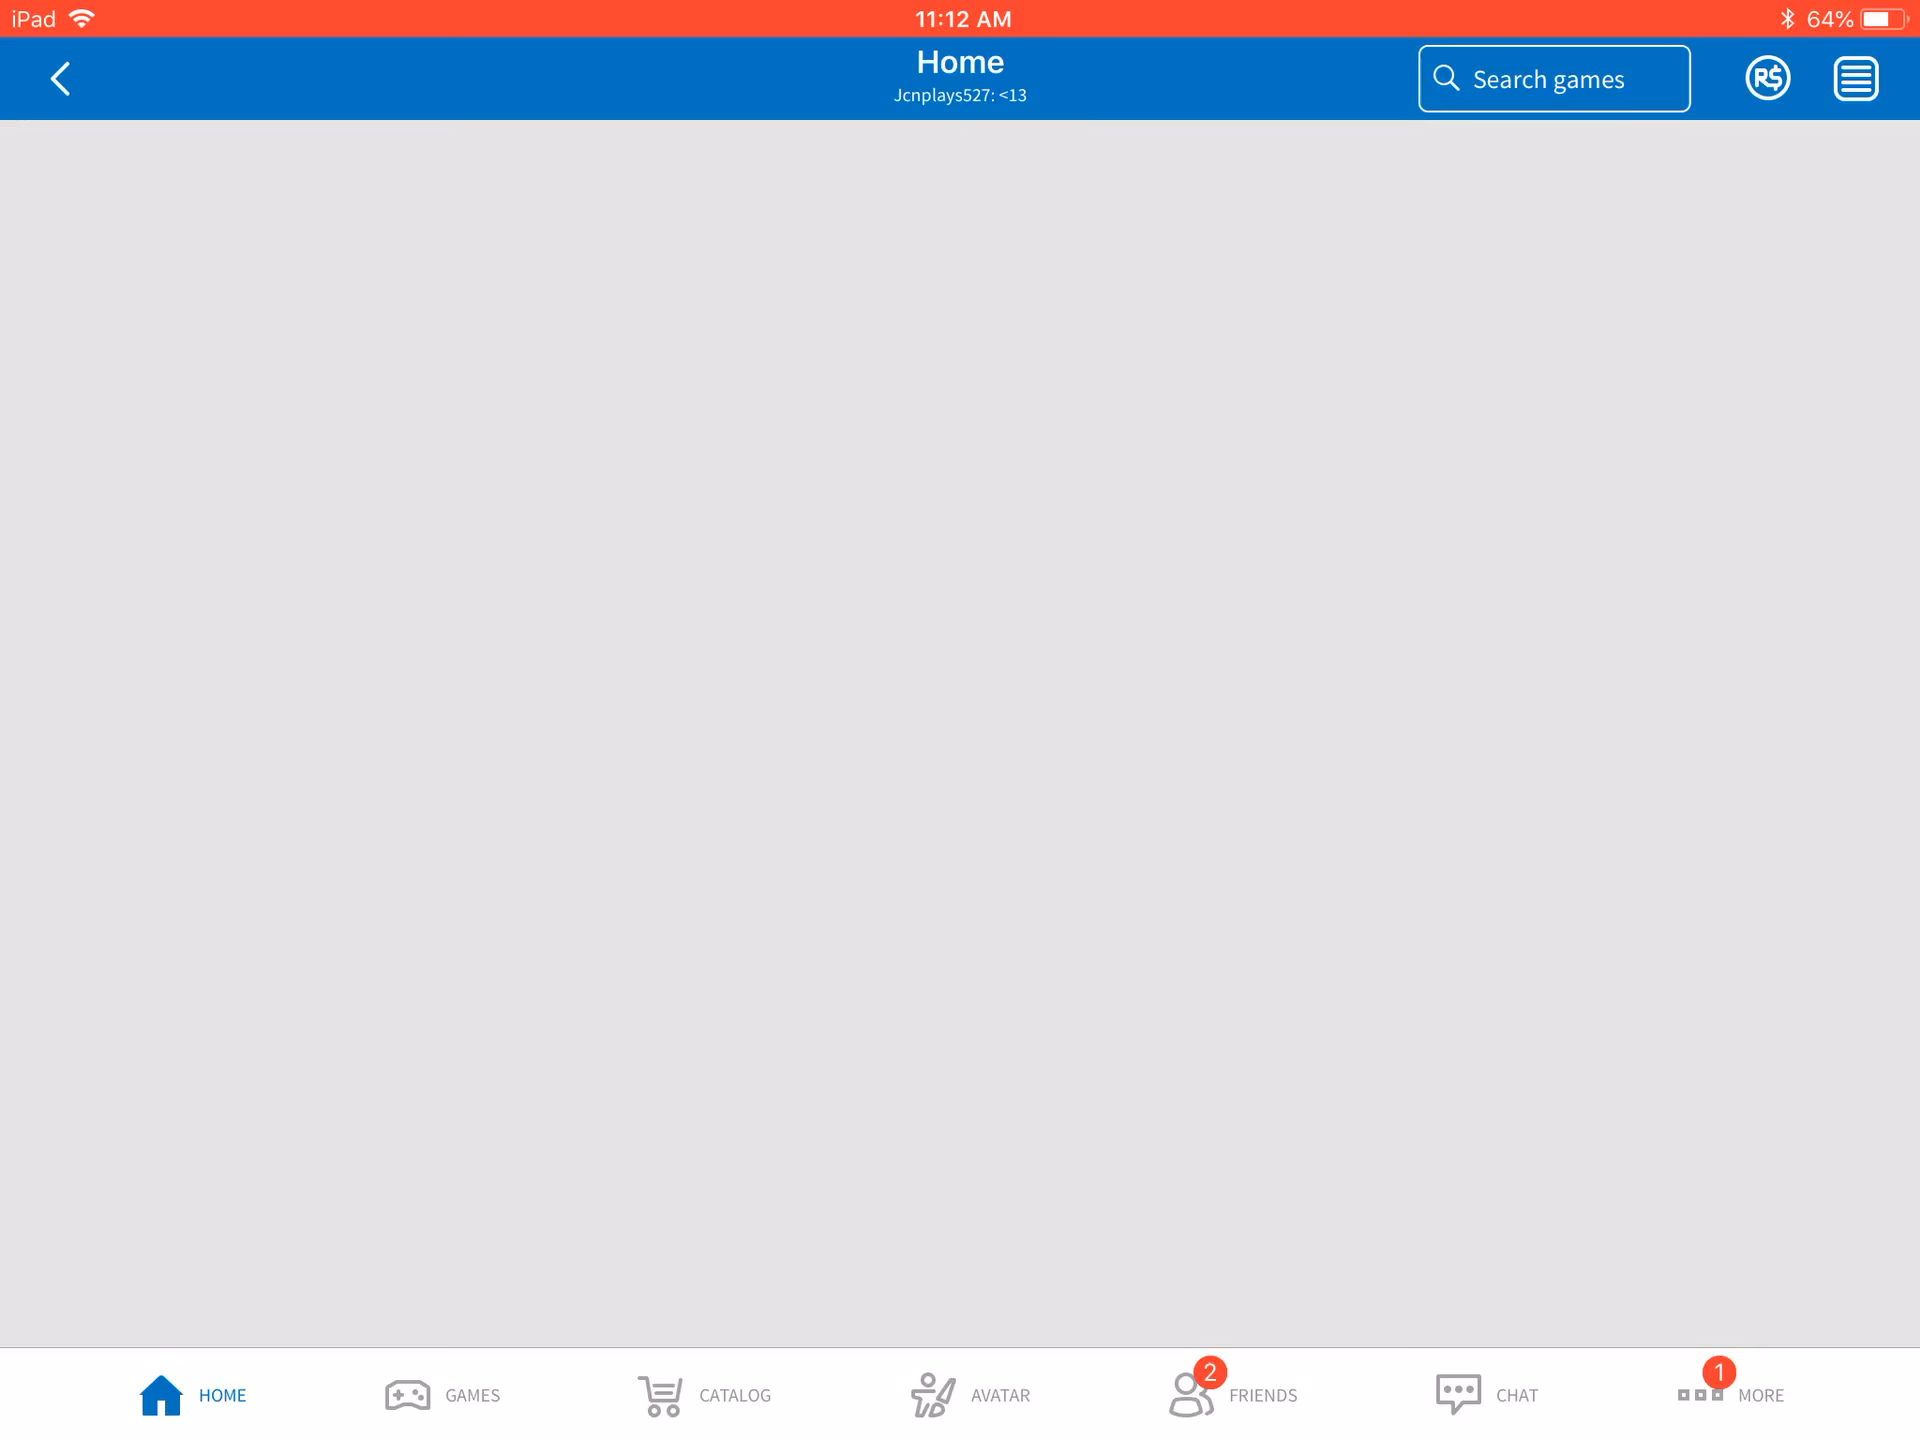 iPad 11:12 AM 64%
Home
Jcnplays527: <13
Search games
R$
HOME GAMES CATALOG AVATAR 2 FRIENDS CHAT 1 MORE